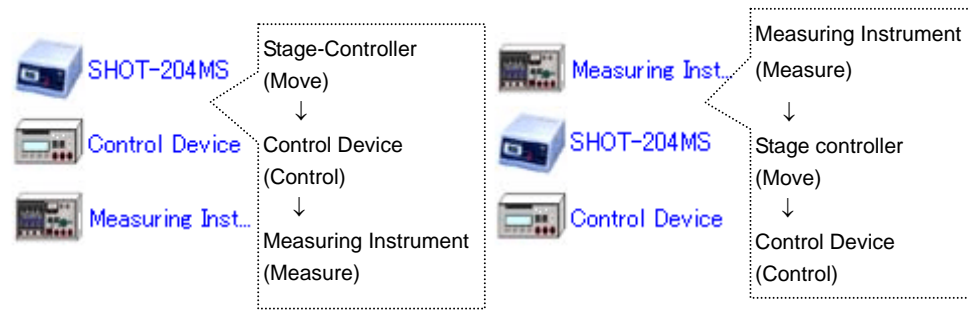 SHOT-204MS
Control Device
Measuring Inst...
Stage-Controller
(Move)
↓
Control Device
(Control)
↓
Measuring Instrument
(Measure)
Measuring Inst...
SHOT-204MS
Control Device
Measuring Instrument
(Measure)
↓
Stage controller
(Move)
↓
Control Device
(Control)